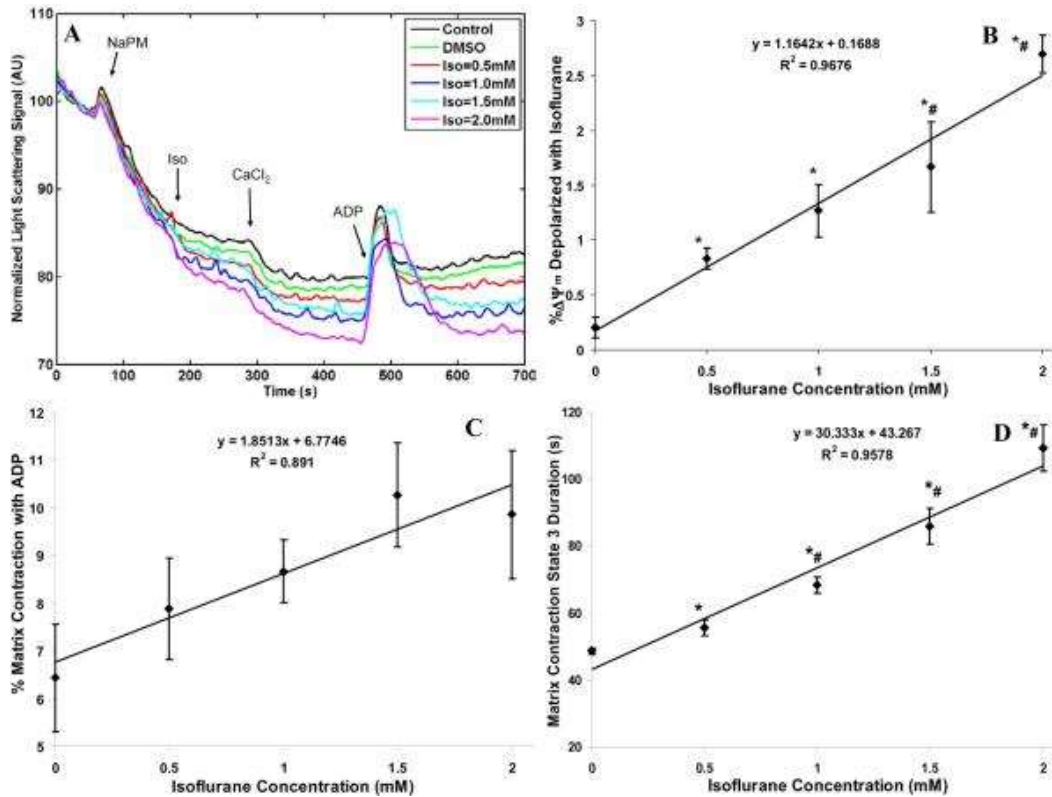 A
Normalized Light Scattering Signal (AU)
110
100
90
80
70
NaPM
Iso
CaCl₂
ADP
Control
DMSO
Iso=0.5mM
Iso=1.0mM
Iso=1.5mM
Iso=2.0mM
0 100 200 300 400 500 600 700
Time (s)
B
%ΔΨm Depolarized with Isoflurane
3
2.5
2
1.5
1
0.5
0
y = 1.1642x + 0.1688
R² = 0.9676
*
*
*#
*#
0 0.5 1 1.5 2
Isoflurane Concentration (mM)
C
% Matrix Contraction with ADP
12
11
10
9
8
7
6
5
y = 1.8513x + 6.7746
R² = 0.891
0 0.5 1 1.5 2
Isoflurane Concentration (mM)
D
Matrix Contraction State 3 Duration (s)
120
100
80
60
40
20
y = 30.333x + 43.267
R² = 0.9578
*
*#
*#
*#
0 0.5 1 1.5 2
Isoflurane Concentration (mM)